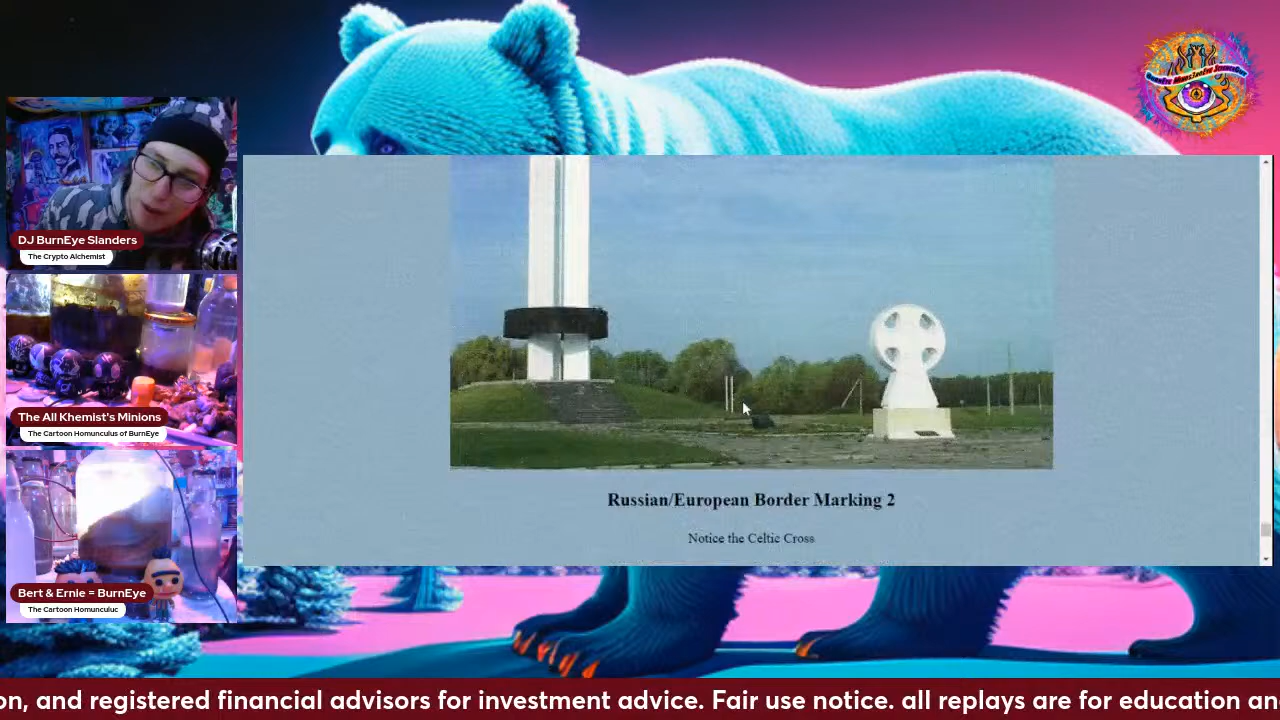 DJ BurnEye Slanders
The Crypto Alchemist
The All Khemist's Minions
The Cartoon Homunculus of BurnEye
Bert & Ernie = BurnEye
The Cartoon Homunculuc
Russian/European Border Marking 2
Notice the Celtic Cross
on, and registered financial advisors for investment advice. Fair use notice. all replays are for education an